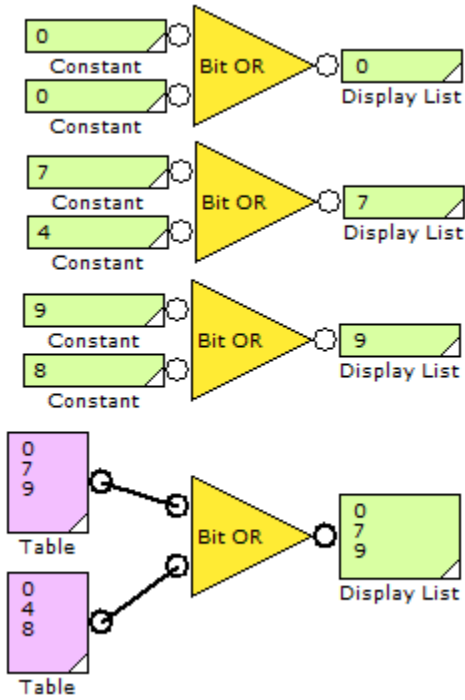 0
Constant
0
Constant
Bit OR
0
Display List
7
Constant
4
Constant
Bit OR
7
Display List
9
Constant
8
Constant
Bit OR
9
Display List
0
7
9
Table
0
4
8
Table
Bit OR
0
7
9
Display List